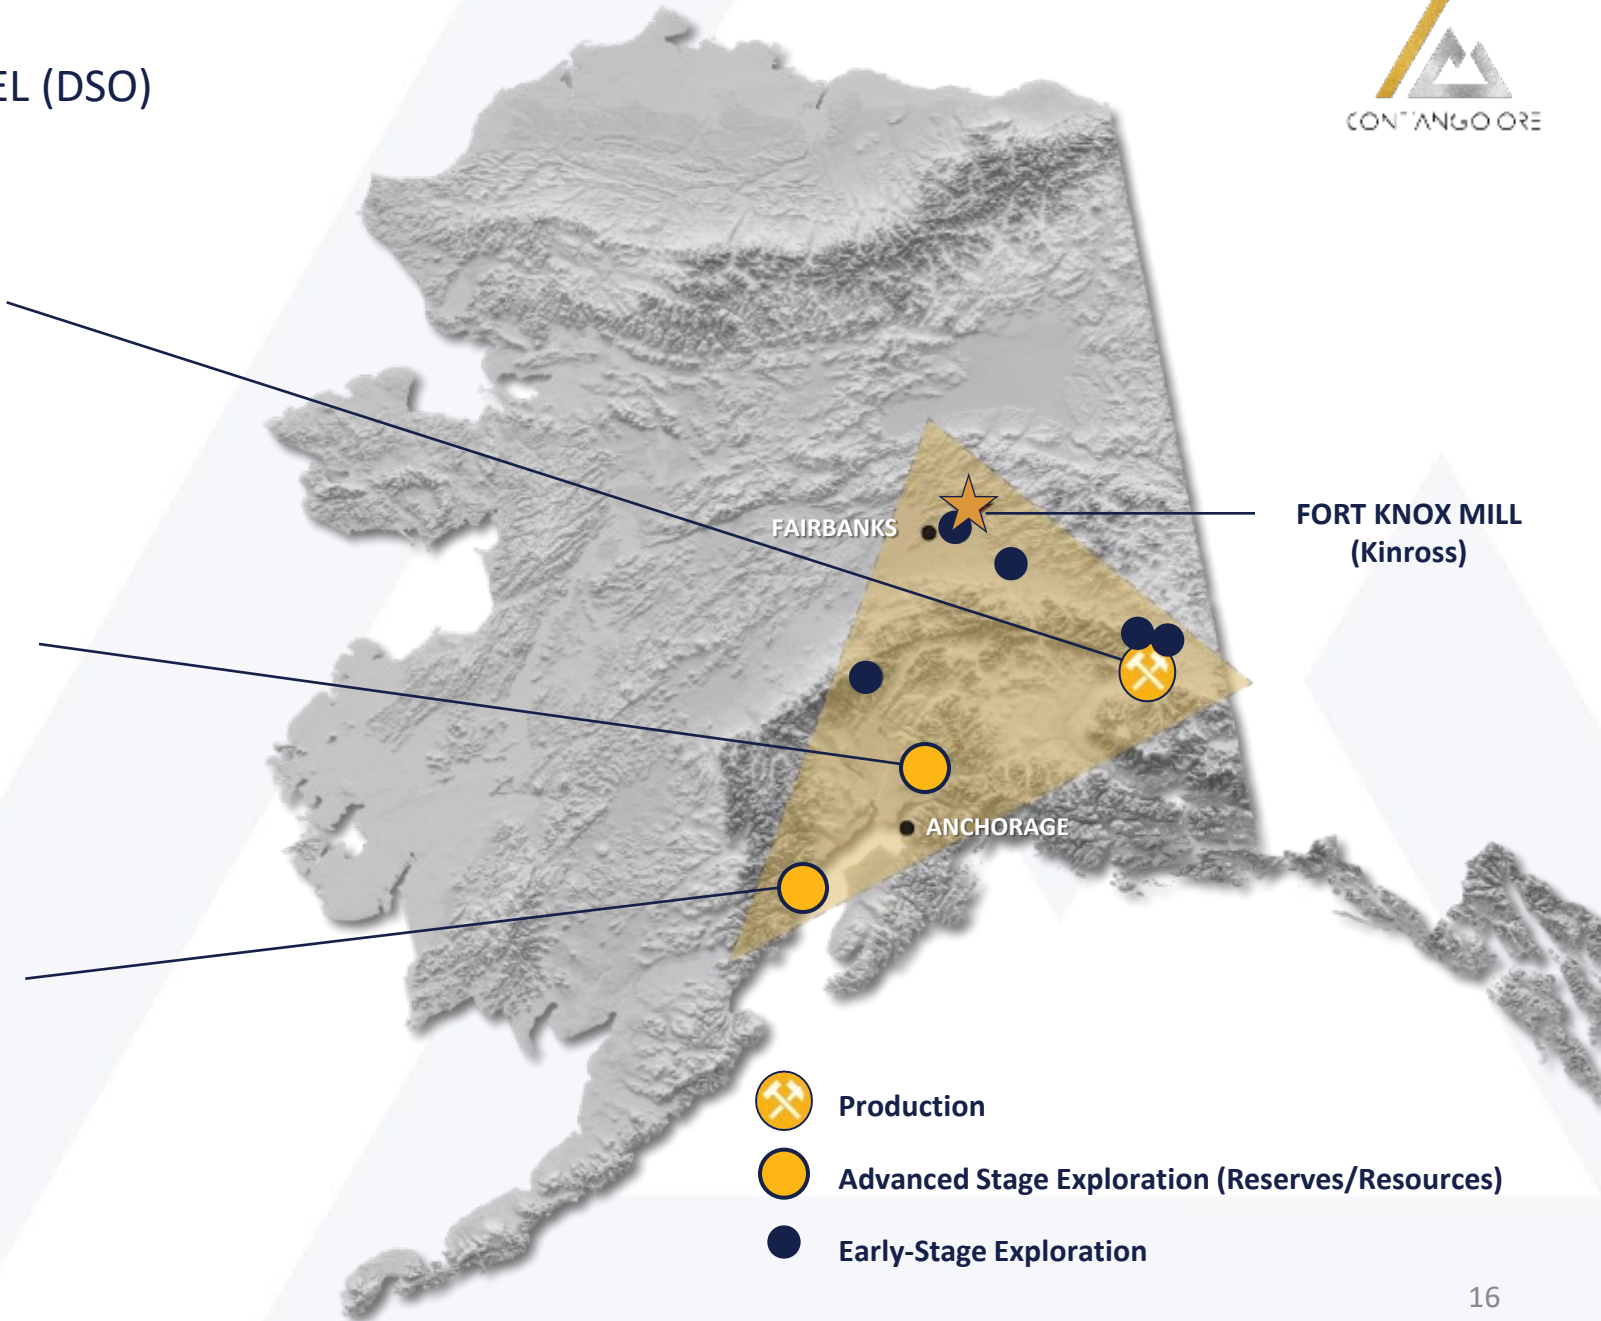 EL (DSO)
CONTANGO ORE
FAIRBANKS
FORT KNOX MILL
(Kinross)
ANCHORAGE
Production
Advanced Stage Exploration (Reserves/Resources)
Early-Stage Exploration
16